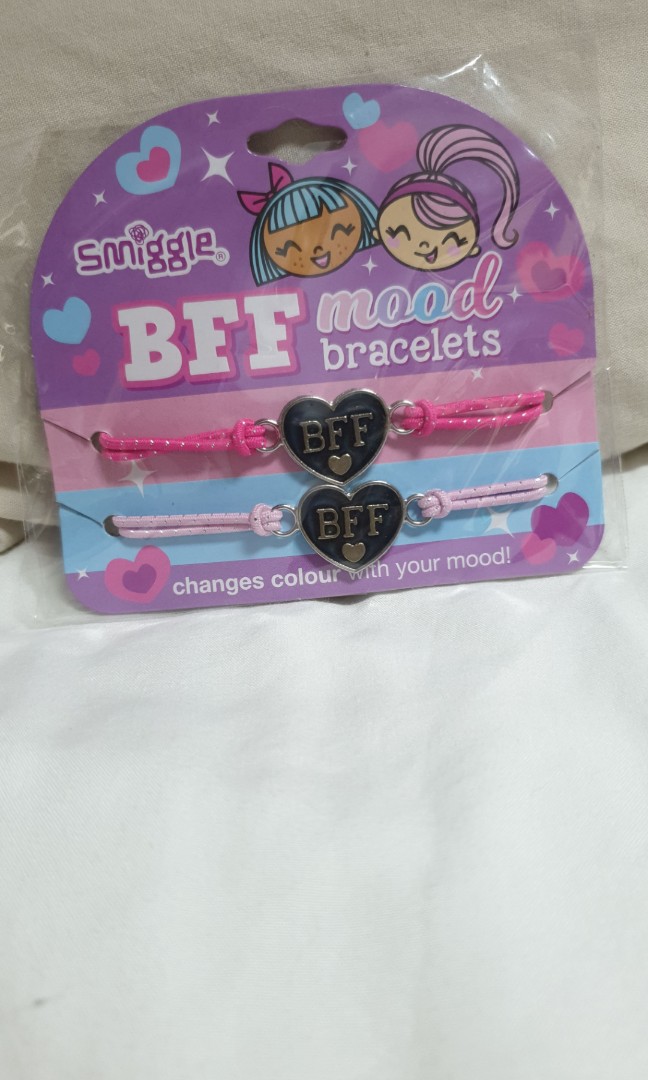 smiggle®
BFF mood
bracelets
BFF
BFF
changes colour with your mood!